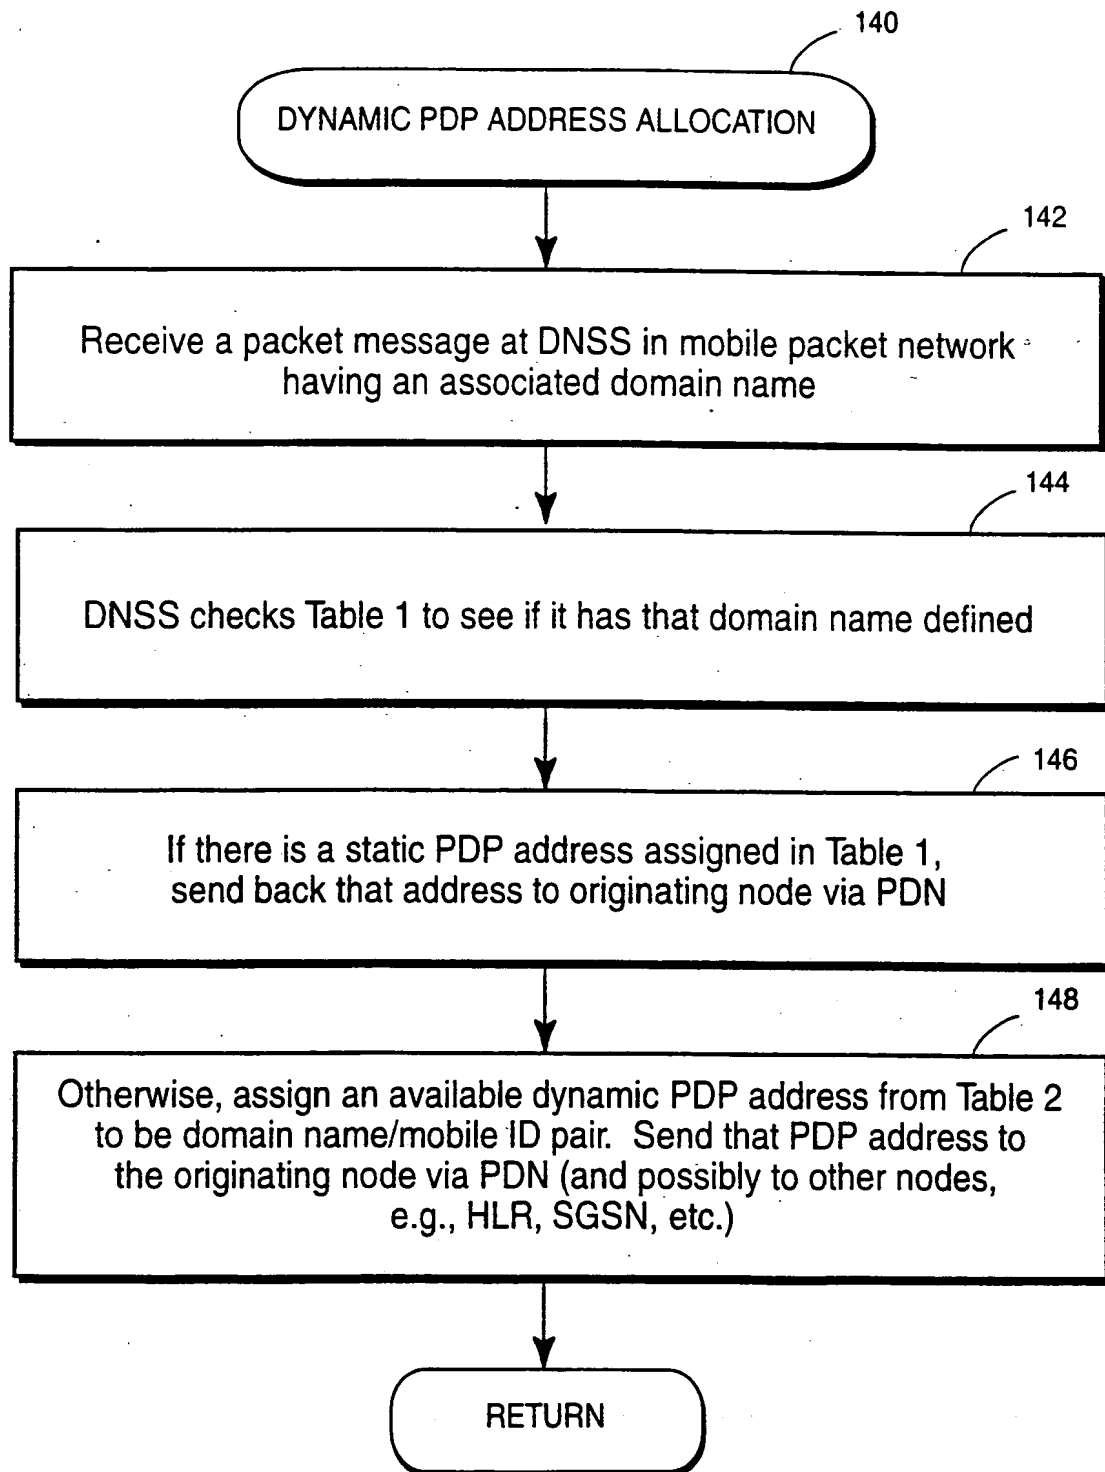 140
DYNAMIC PDP ADDRESS ALLOCATION
142
Receive a packet message at DNSS in mobile packet network
having an associated domain name
144
DNSS checks Table 1 to see if it has that domain name defined
146
If there is a static PDP address assigned in Table 1,
send back that address to originating node via PDN
148
Otherwise, assign an available dynamic PDP address from Table 2
to be domain name/mobile ID pair. Send that PDP address to
the originating node via PDN (and possibly to other nodes,
e.g., HLR, SGSN, etc.)
RETURN